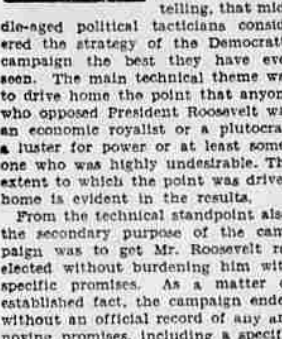 telling, that mid
dle-aged political tacticians consid
ered the strategy of the Democrati
campaign the best they have eve
seen. The main technical theme wa
to drive home the point that anyon
who opposed President Roosevelt wa
an economic royalist or a plutocra
a luster for power or at least some
one who was highly undesirable. Th
extent to which the point was drive
home is evident in the results.
From the technical standpoint als
the secondary purpose of the cam
paign was to get Mr. Roosevelt re
elected without burdening him wit
specific promises. As a matter o
established fact, the campaign ende
without an official record of any an
noying promises, including a specifi